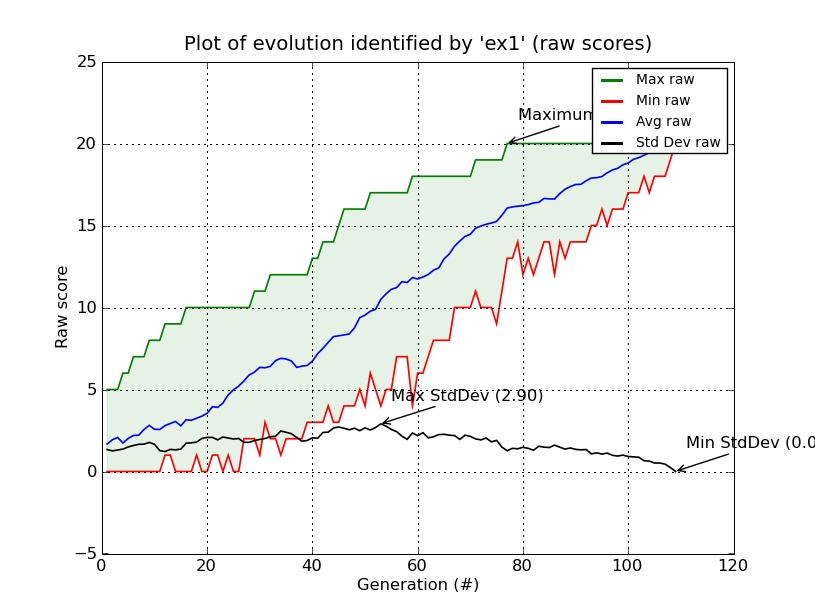 Plot of evolution identified by 'ex1' (raw scores)
25
20
15
10
5
0
−5
Raw score
Maximum
Max raw
Min raw
Avg raw
Std Dev raw
Max StdDev (2.90)
Min StdDev (0.0
0 20 40 60 80 100 120
Generation (#)